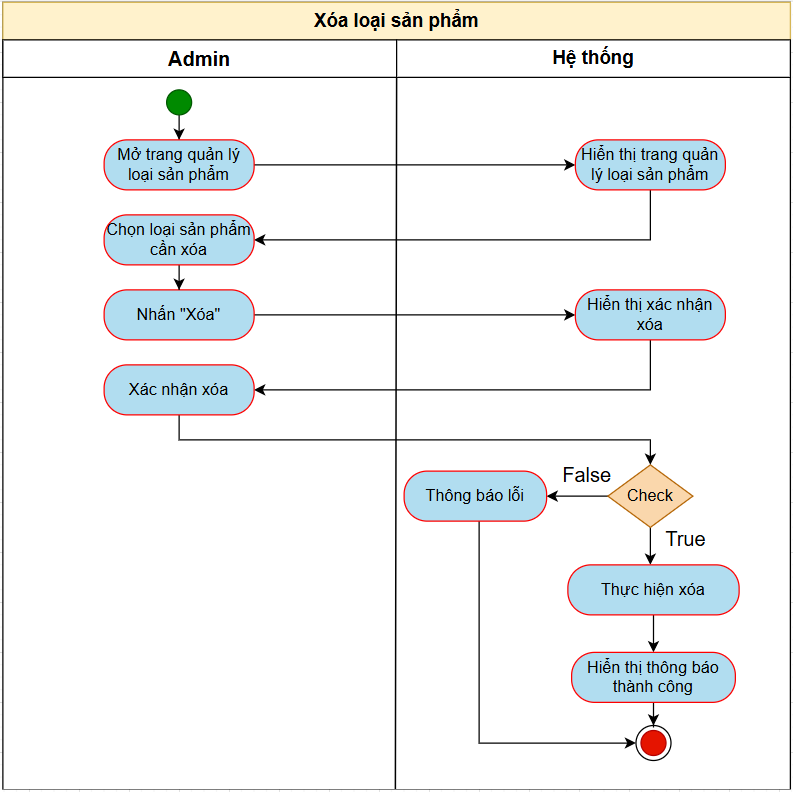 Xóa loại sản phẩm
Admin
Hệ thống
Mở trang quản lý
loại sản phẩm
Hiển thị trang quản
lý loại sản phẩm
Chọn loại sản phẩm
cần xóa
Nhấn "Xóa"
Hiển thị xác nhận
xóa
Xác nhận xóa
False
Thông báo lỗi
Check
True
Thực hiện xóa
Hiển thị thông báo
thành công